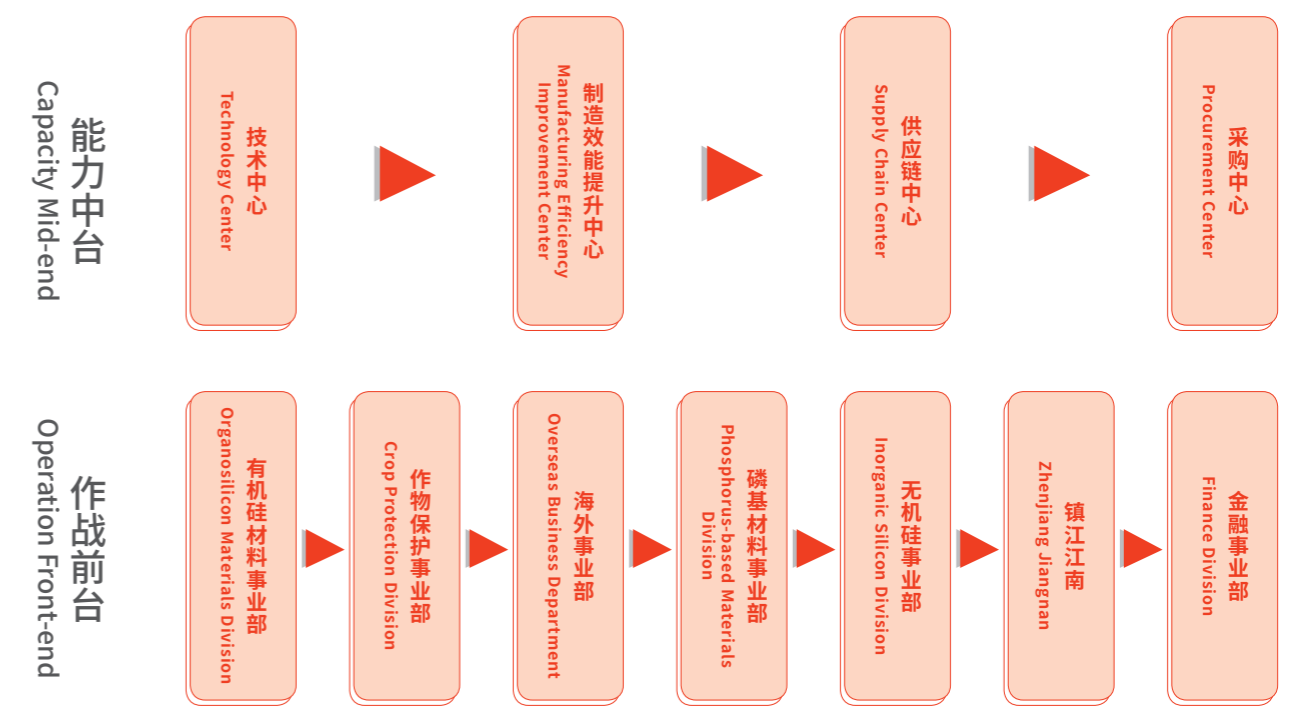 能力中台
Capacity Mid-end
技术中心
Technology Center
制造效能提升中心
Manufacturing Efficiency
Improvement Center
供应链中心
Supply Chain Center
采购中心
Procurement Center
作战前台
Operation Front-end
有机硅材料事业部
Organosilicon Materials Division
作物保护事业部
Crop Protection Division
海外事业部
Overseas Business Department
磷基材料事业部
Phosphorus-based Materials
Division
无机硅事业部
Inorganic Silicon Division
镇江江南
Zhenjiang Jiangnan
金融事业部
Finance Division